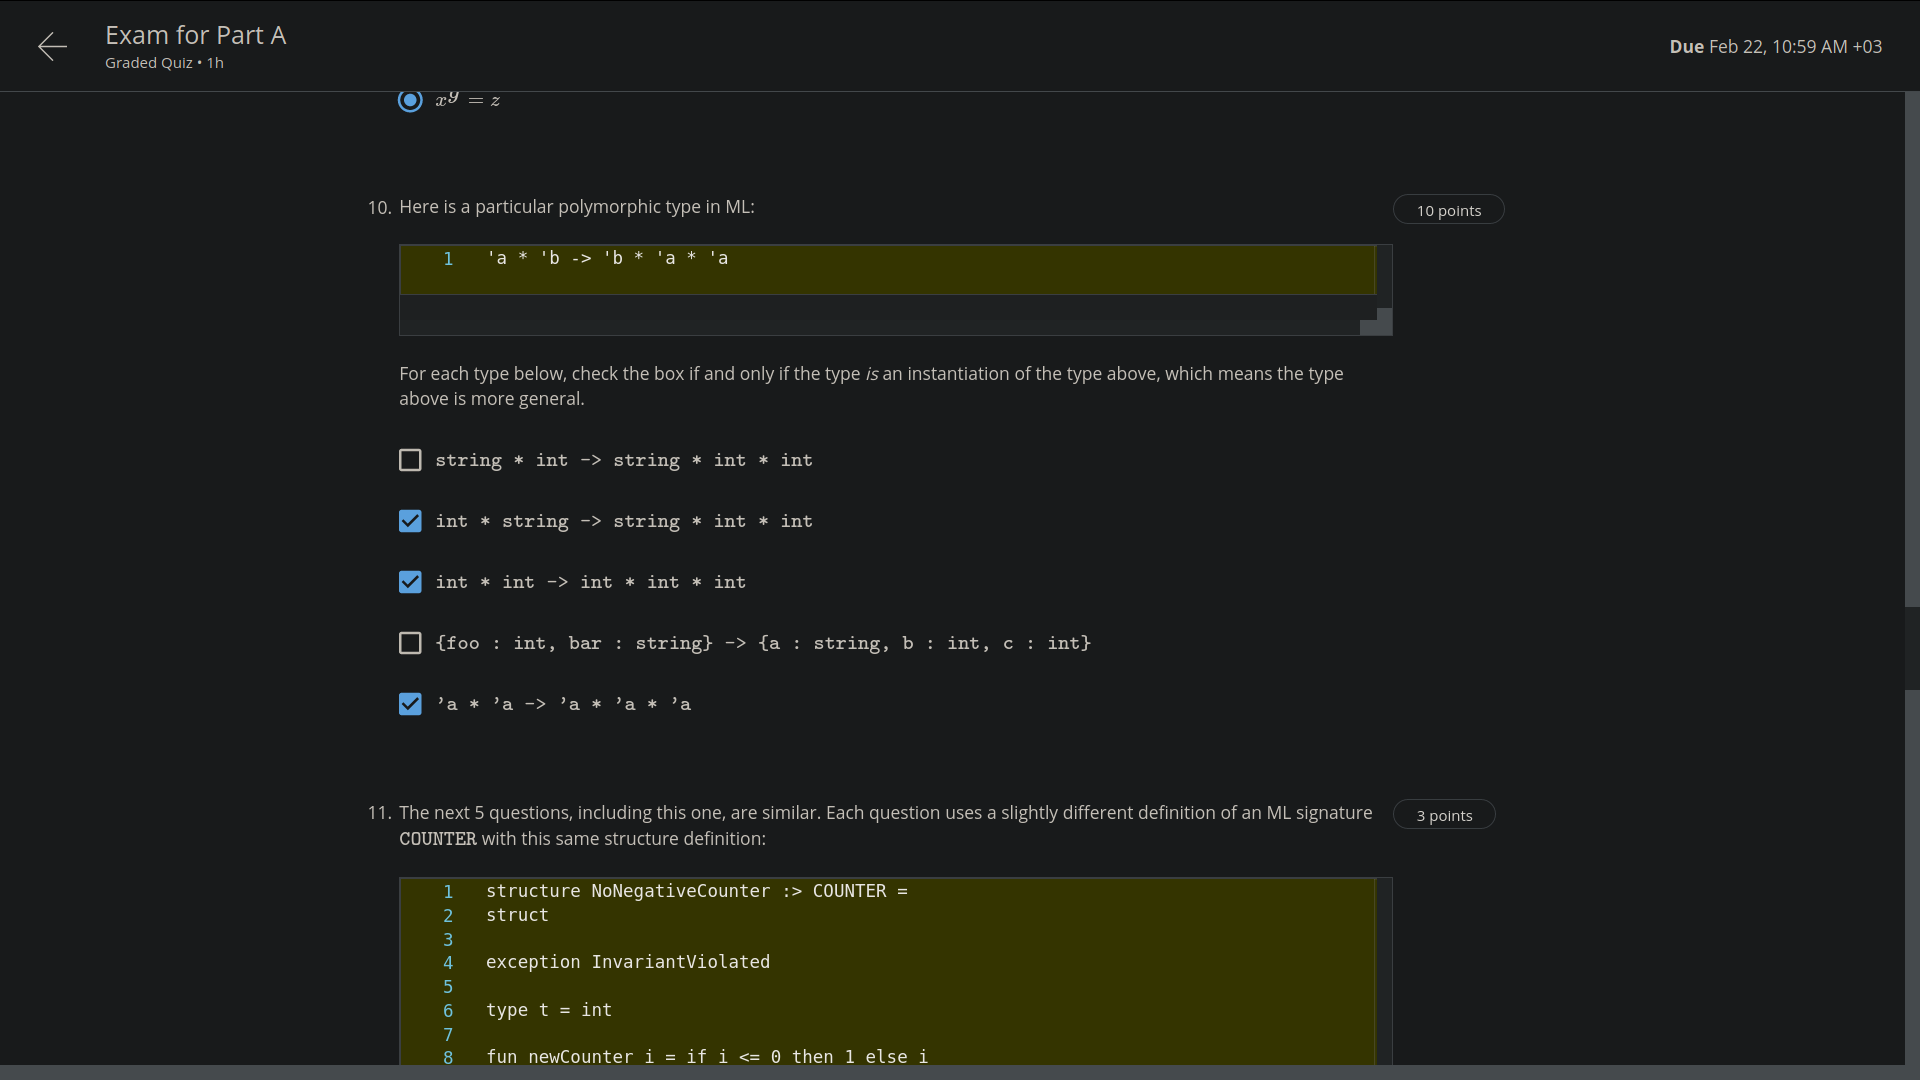 Exam for Part A
Graded Quiz • 1h
Due Feb 22, 10:59 AM +03
x^y = z
10. Here is a particular polymorphic type in ML:
10 points
1 'a * 'b -> 'b * 'a * 'a
For each type below, check the box if and only if the type is an instantiation of the type above, which means the type
above is more general.
string * int -> string * int * int
int * string -> string * int * int
int * int -> int * int * int
{foo : int, bar : string} -> {a : string, b : int, c : int}
’a * ’a -> ’a * ’a * ’a
11. The next 5 questions, including this one, are similar. Each question uses a slightly different definition of an ML signature
COUNTER with this same structure definition:
3 points
1 structure NoNegativeCounter :> COUNTER =
2 struct
3
4 exception InvariantViolated
5
6 type t = int
7
8 fun newCounter i = if i <= 0 then 1 else i